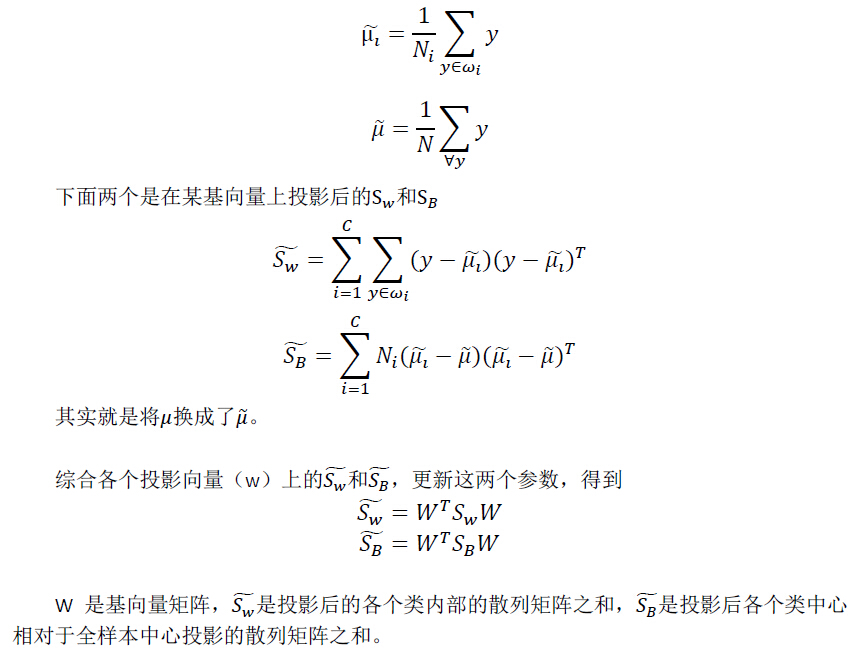 $\widetilde{\mu_i} = \frac{1}{N_i} \sum_{y \in \omega_i} y$
$\tilde{\mu} = \frac{1}{N} \sum_{\forall y} y$
下面两个是在某基向量上投影后的$S_w$和$S_B$
$\widetilde{S_w} = \sum_{i=1}^{C} \sum_{y \in \omega_i} (y - \widetilde{\mu_i})(y - \widetilde{\mu_i})^T$
$\widetilde{S_B} = \sum_{i=1}^{C} N_i (\widetilde{\mu_i} - \tilde{\mu})(\widetilde{\mu_i} - \tilde{\mu})^T$
其实就是将$\mu$换成了$\tilde{\mu}$。
综合各个投影向量（w）上的$\widetilde{S_w}$和$\widetilde{S_B}$，更新这两个参数，得到
$\widetilde{S_w} = W^T S_w W$
$\widetilde{S_B} = W^T S_B W$
W 是基向量矩阵，$\widetilde{S_w}$是投影后的各个类内部的散列矩阵之和，$\widetilde{S_B}$是投影后各个类中心
相对于全样本中心投影的散列矩阵之和。